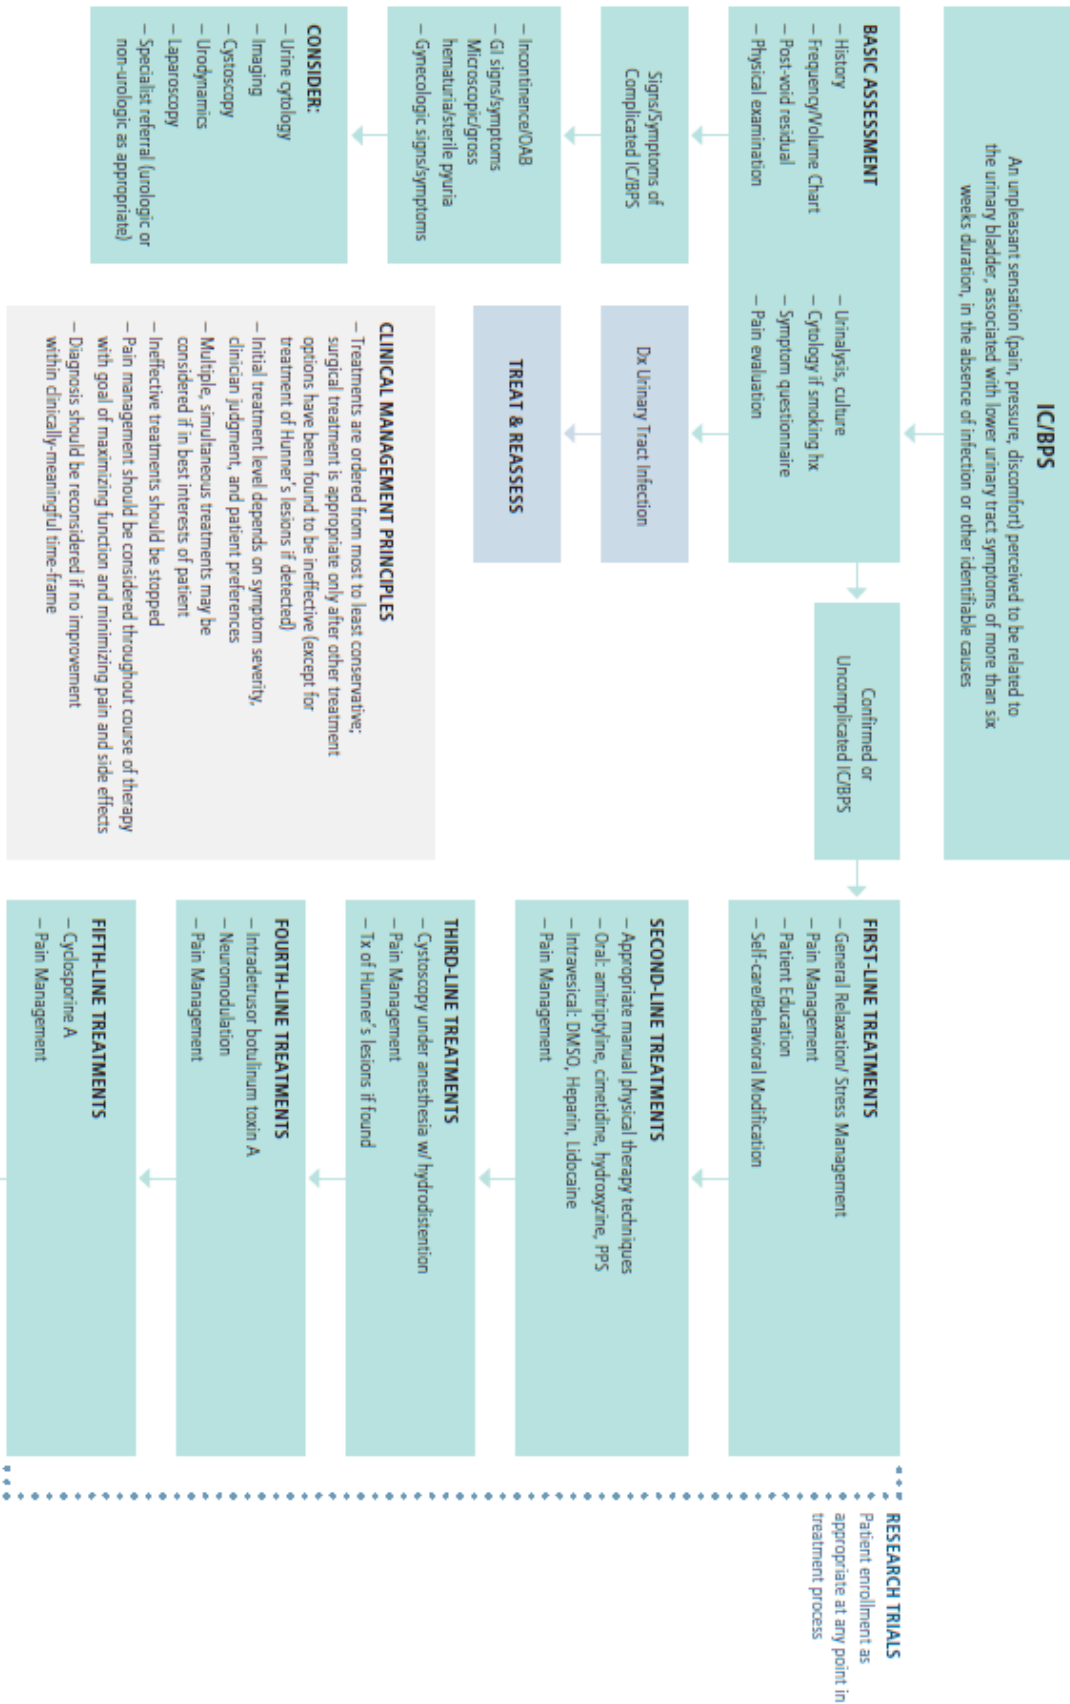 IC/BPS
An unpleasant sensation (pain, pressure, discomfort) perceived to be related to
the urinary bladder, associated with lower urinary tract symptoms of more than six
weeks duration, in the absence of infection or other identifiable causes
BASIC ASSESSMENT
– History
– Frequency/Volume Chart
– Post-void residual
– Physical examination
– Urinalysis, culture
– Cytology if smoking hx
– Symptom questionnaire
– Pain evaluation
Confirmed or
Uncomplicated IC/BPS
Signs/Symptoms of
Complicated IC/BPS
Dx Urinary Tract Infection
– Incontinence/OAB
– GI signs/symptoms
Microscopic/gross
hematuria/sterile pyuria
– Gynecologic signs/symptoms
TREAT & REASSESS
CONSIDER:
– Urine cytology
– Imaging
– Cystoscopy
– Urodynamics
– Laparoscopy
– Specialist referral (urologic or
non-urologic as appropriate)
CLINICAL MANAGEMENT PRINCIPLES
– Treatments are ordered from most to least conservative;
surgical treatment is appropriate only after other treatment
options have been found to be ineffective (except for
treatment of Hunner's lesions if detected)
– Initial treatment level depends on symptom severity,
clinician judgment, and patient preferences
– Multiple, simultaneous treatments may be
considered if in best interests of patient
– Ineffective treatments should be stopped
– Pain management should be considered throughout course of therapy
with goal of maximizing function and minimizing pain and side effects
– Diagnosis should be reconsidered if no improvement
within clinically-meaningful time-frame
FIRST-LINE TREATMENTS
– General Relaxation/ Stress Management
– Pain Management
– Patient Education
– Self-care/Behavioral Modification
SECOND-LINE TREATMENTS
– Appropriate manual physical therapy techniques
– Oral: amitriptyline, cimetidine, hydroxyzine, PPS
– Intravesical: DMSO, Heparin, Lidocaine
– Pain Management
THIRD-LINE TREATMENTS
– Cystoscopy under anesthesia w/ hydrodistention
– Pain Management
– Tx of Hunner's lesions if found
FOURTH-LINE TREATMENTS
– Intradetrusor botulinum toxin A
– Neuromodulation
– Pain Management
FIFTH-LINE TREATMENTS
– Cyclosporine A
– Pain Management
RESEARCH TRIALS
Patient enrollment as
appropriate at any point in
treatment process